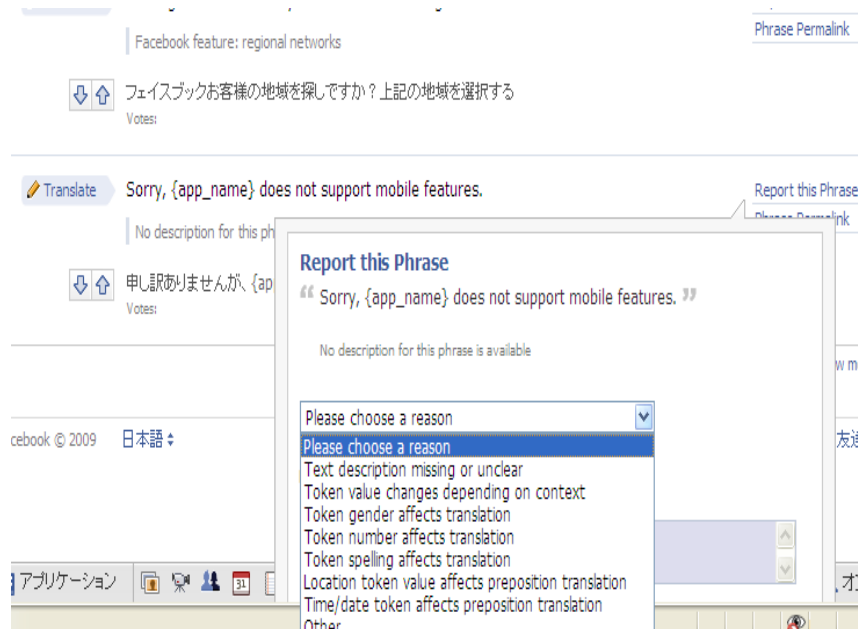 Phrase Permalink
Facebook feature: regional networks
フェイスブックお客様の地域を探しですか？上記の地域を選択する
Votes:
Translate
Sorry, {app_name} does not support mobile features.
Report this Phrase
No description for this ph
申し訳ありませんが、{ap
Votes:
Report this Phrase
“ Sorry, {app_name} does not support mobile features. ”
No description for this phrase is available
w m
Please choose a reason
cebook © 2009
日本語
友達
Please choose a reason
Text description missing or unclear
Token value changes depending on context
Token gender affects translation
Token number affects translation
Token spelling affects translation
Location token value affects preposition translation
Time/date token affects preposition translation
Other
アプリケーション
31